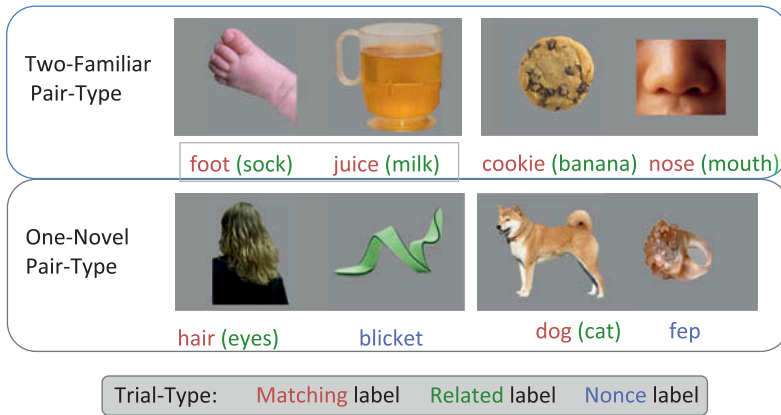 Two-Familiar
Pair-Type
foot (sock) juice (milk) cookie (banana) nose (mouth)
One-Novel
Pair-Type
hair (eyes) blicket dog (cat) fep
Trial-Type: Matching label Related label Nonce label